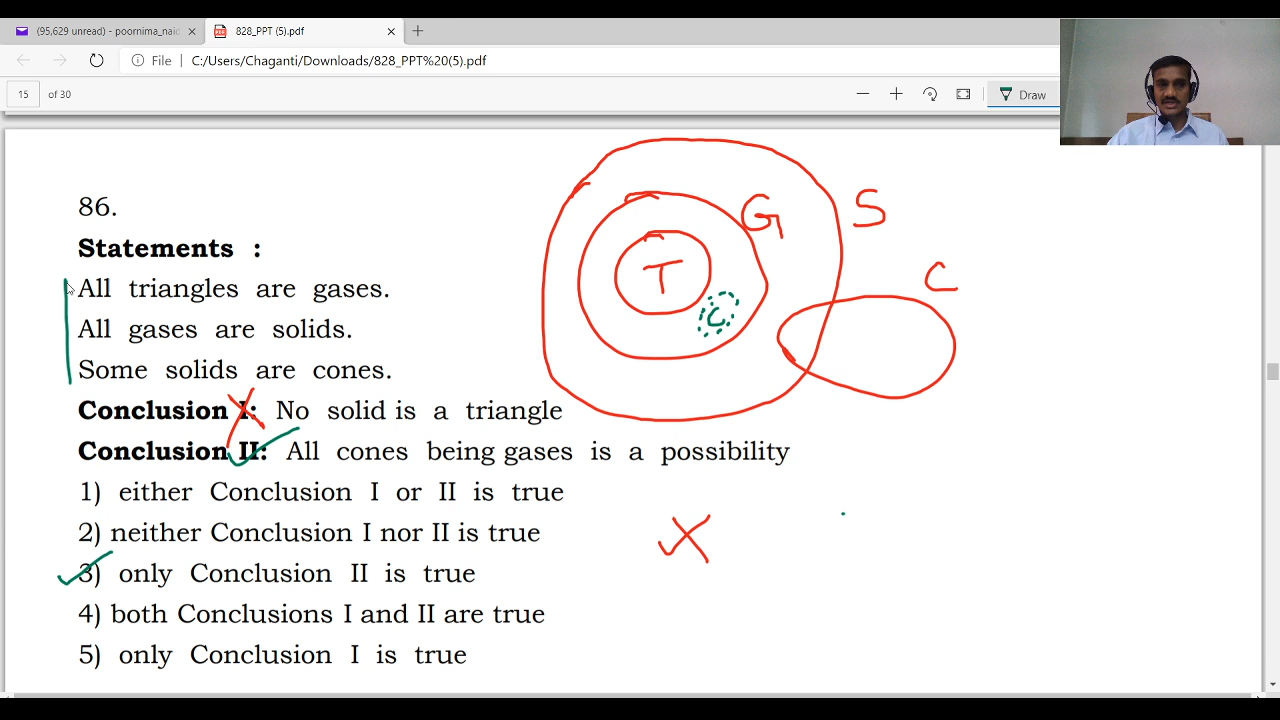 (95,629 unread) - poornima_naid
828_PPT (5).pdf
File
C:/Users/Chaganti/Downloads/828_PPT%20(5).pdf
15 of 30
Draw
86.
Statements :
All triangles are gases.
All gases are solids.
Some solids are cones.
Conclusion I: No solid is a triangle
Conclusion II: All cones being gases is a possibility
1) either Conclusion I or II is true
2) neither Conclusion I nor II is true
3) only Conclusion II is true
4) both Conclusions I and II are true
5) only Conclusion I is true
T
G
S
C
C